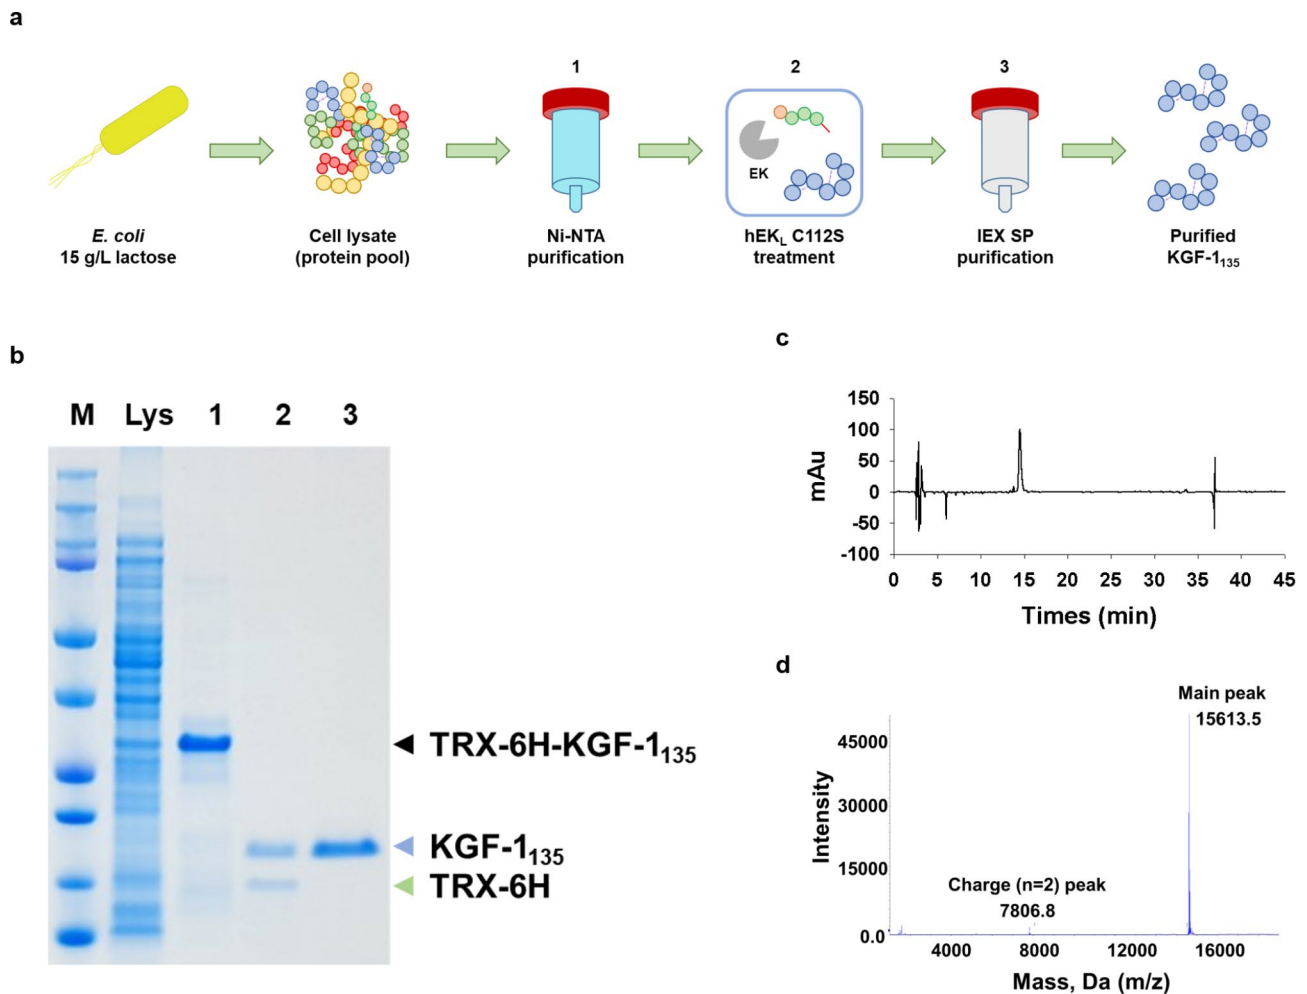 a
1
2
3
EK
E. coli
15 g/L lactose
Cell lysate
(protein pool)
Ni-NTA
purification
hEKL C112S
treatment
IEX SP
purification
Purified
KGF-1135
b
M Lys 1 2 3
TRX-6H-KGF-1135
KGF-1135
TRX-6H
c
150
100
50
0
-50
-100
mAu
0 5 10 15 20 25 30 35 40 45
Times (min)
d
Main peak
15613.5
45000
30000
15000
0.0
Intensity
Charge (n=2) peak
7806.8
4000 8000 12000 16000
Mass, Da (m/z)